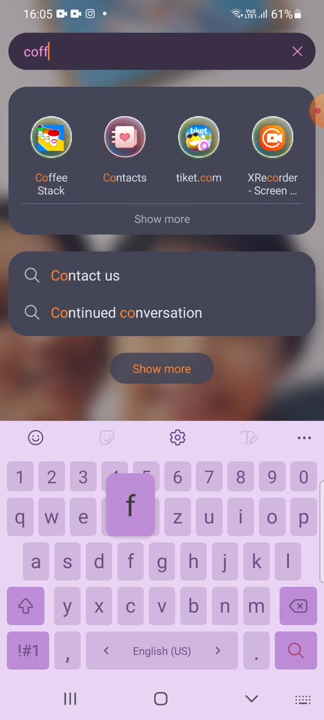 16:05 61%
coff
Coffee Stack
Contacts
tiket.com
XRecorder - Screen ...
Show more
Contact us
Continued conversation
Show more
1 2 3 4 5 6 7 8 9 0
q w e f z u i o p
a s d f g h j k l
y x c v b n m
!#1 , < English (US) > .